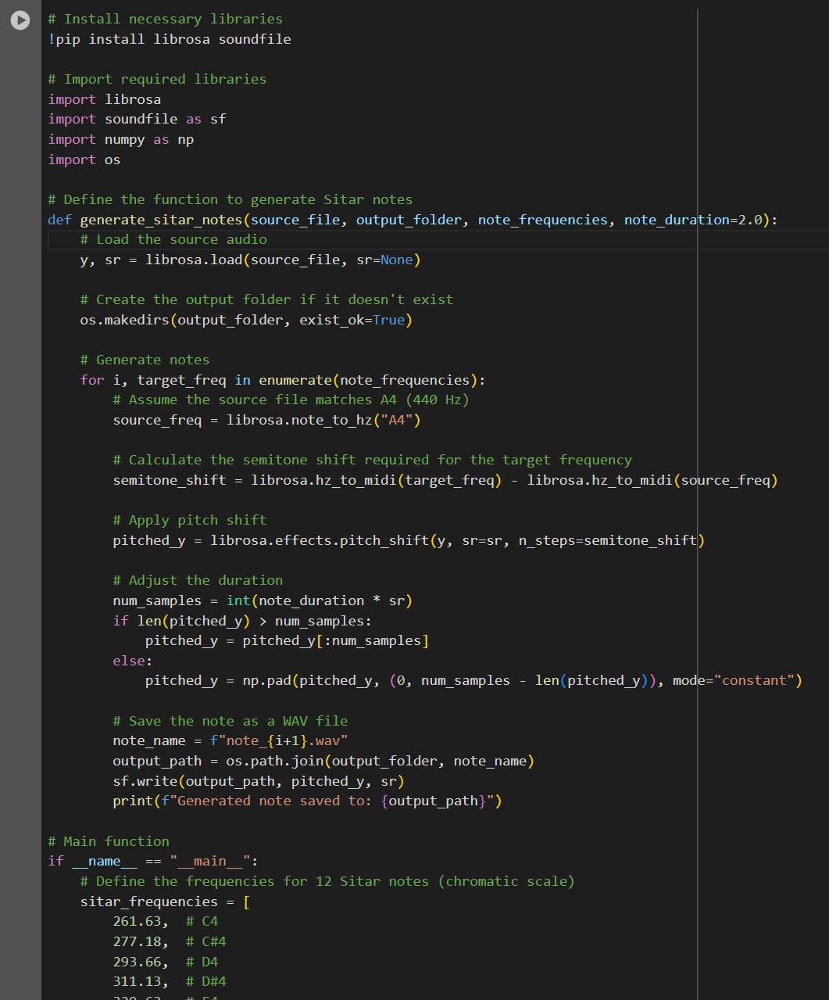 # Install necessary libraries
!pip install librosa soundfile
# Import required libraries
import librosa
import soundfile as sf
import numpy as np
import os
# Define the function to generate Sitar notes
def generate_sitar_notes(source_file, output_folder, note_frequencies, note_duration=2.0):
    # Load the source audio
    y, sr = librosa.load(source_file, sr=None)
    # Create the output folder if it doesn't exist
    os.makedirs(output_folder, exist_ok=True)
    # Generate notes
    for i, target_freq in enumerate(note_frequencies):
        # Assume the source file matches A4 (440 Hz)
        source_freq = librosa.note_to_hz("A4")
        # Calculate the semitone shift required for the target frequency
        semitone_shift = librosa.hz_to_midi(target_freq) - librosa.hz_to_midi(source_freq)
        # Apply pitch shift
        pitched_y = librosa.effects.pitch_shift(y, sr=sr, n_steps=semitone_shift)
        # Adjust the duration
        num_samples = int(note_duration * sr)
        if len(pitched_y) > num_samples:
            pitched_y = pitched_y[:num_samples]
        else:
            pitched_y = np.pad(pitched_y, (0, num_samples - len(pitched_y)), mode="constant")
        # Save the note as a WAV file
        note_name = f"note_{i+1}.wav"
        output_path = os.path.join(output_folder, note_name)
        sf.write(output_path, pitched_y, sr)
        print(f"Generated note saved to: {output_path}")
# Main function
if __name__ == "__main__":
    # Define the frequencies for 12 Sitar notes (chromatic scale)
    sitar_frequencies = [
        261.63,  # C4
        277.18,  # C#4
        293.66,  # D4
        311.13,  # D#4